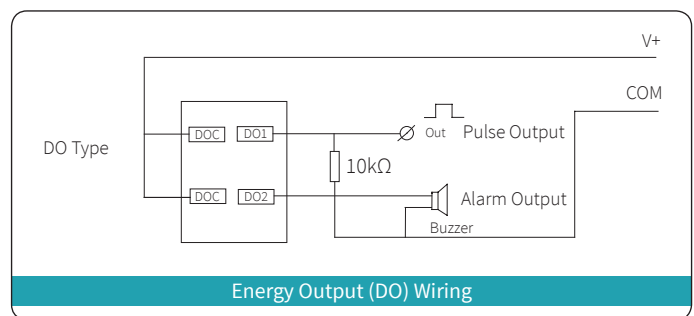 V+
COM
DO Type
DOC DO1
Out Pulse Output
10kΩ
DOC DO2
Alarm Output
Buzzer
Energy Output (DO) Wiring